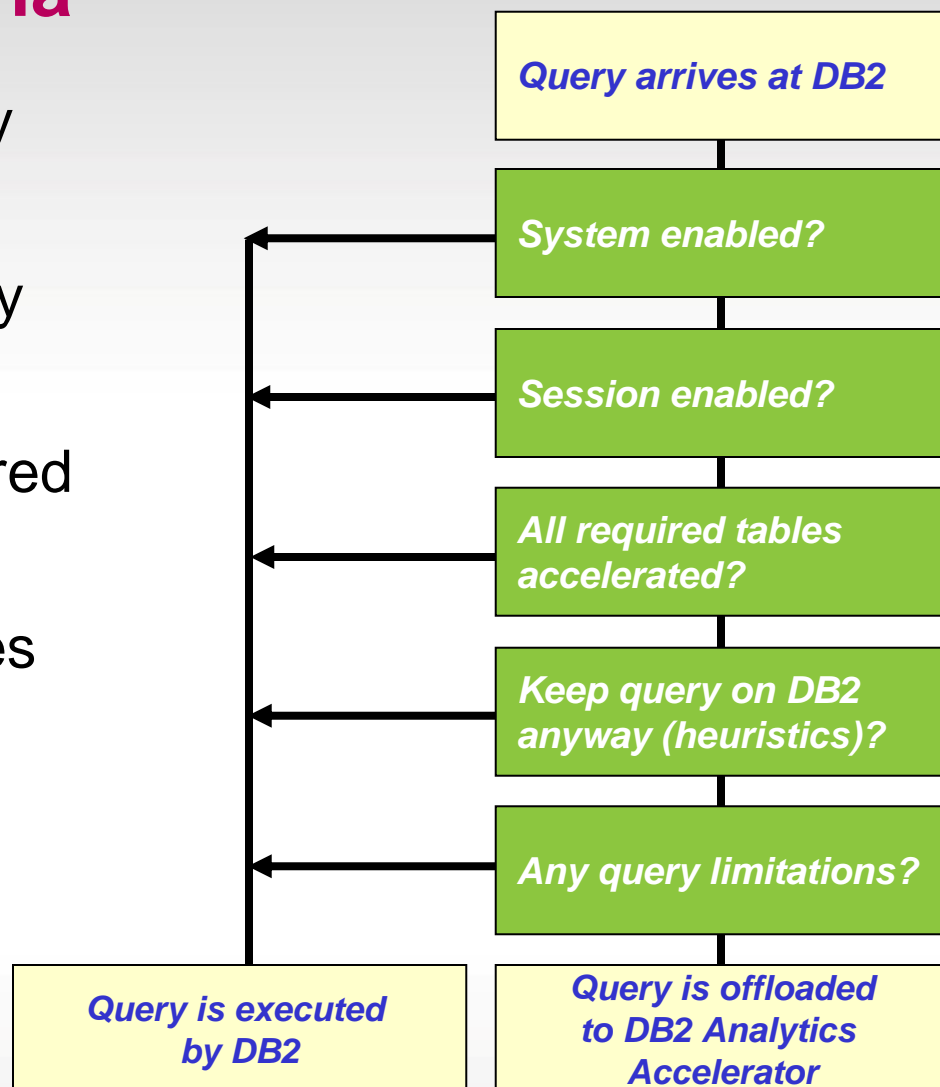 Query arrives at DB2
System enabled?
Session enabled?
All required tables
accelerated?
Keep query on DB2
anyway (heuristics)?
Any query limitations?
Query is executed
by DB2
Query is offloaded
to DB2 Analytics
Accelerator